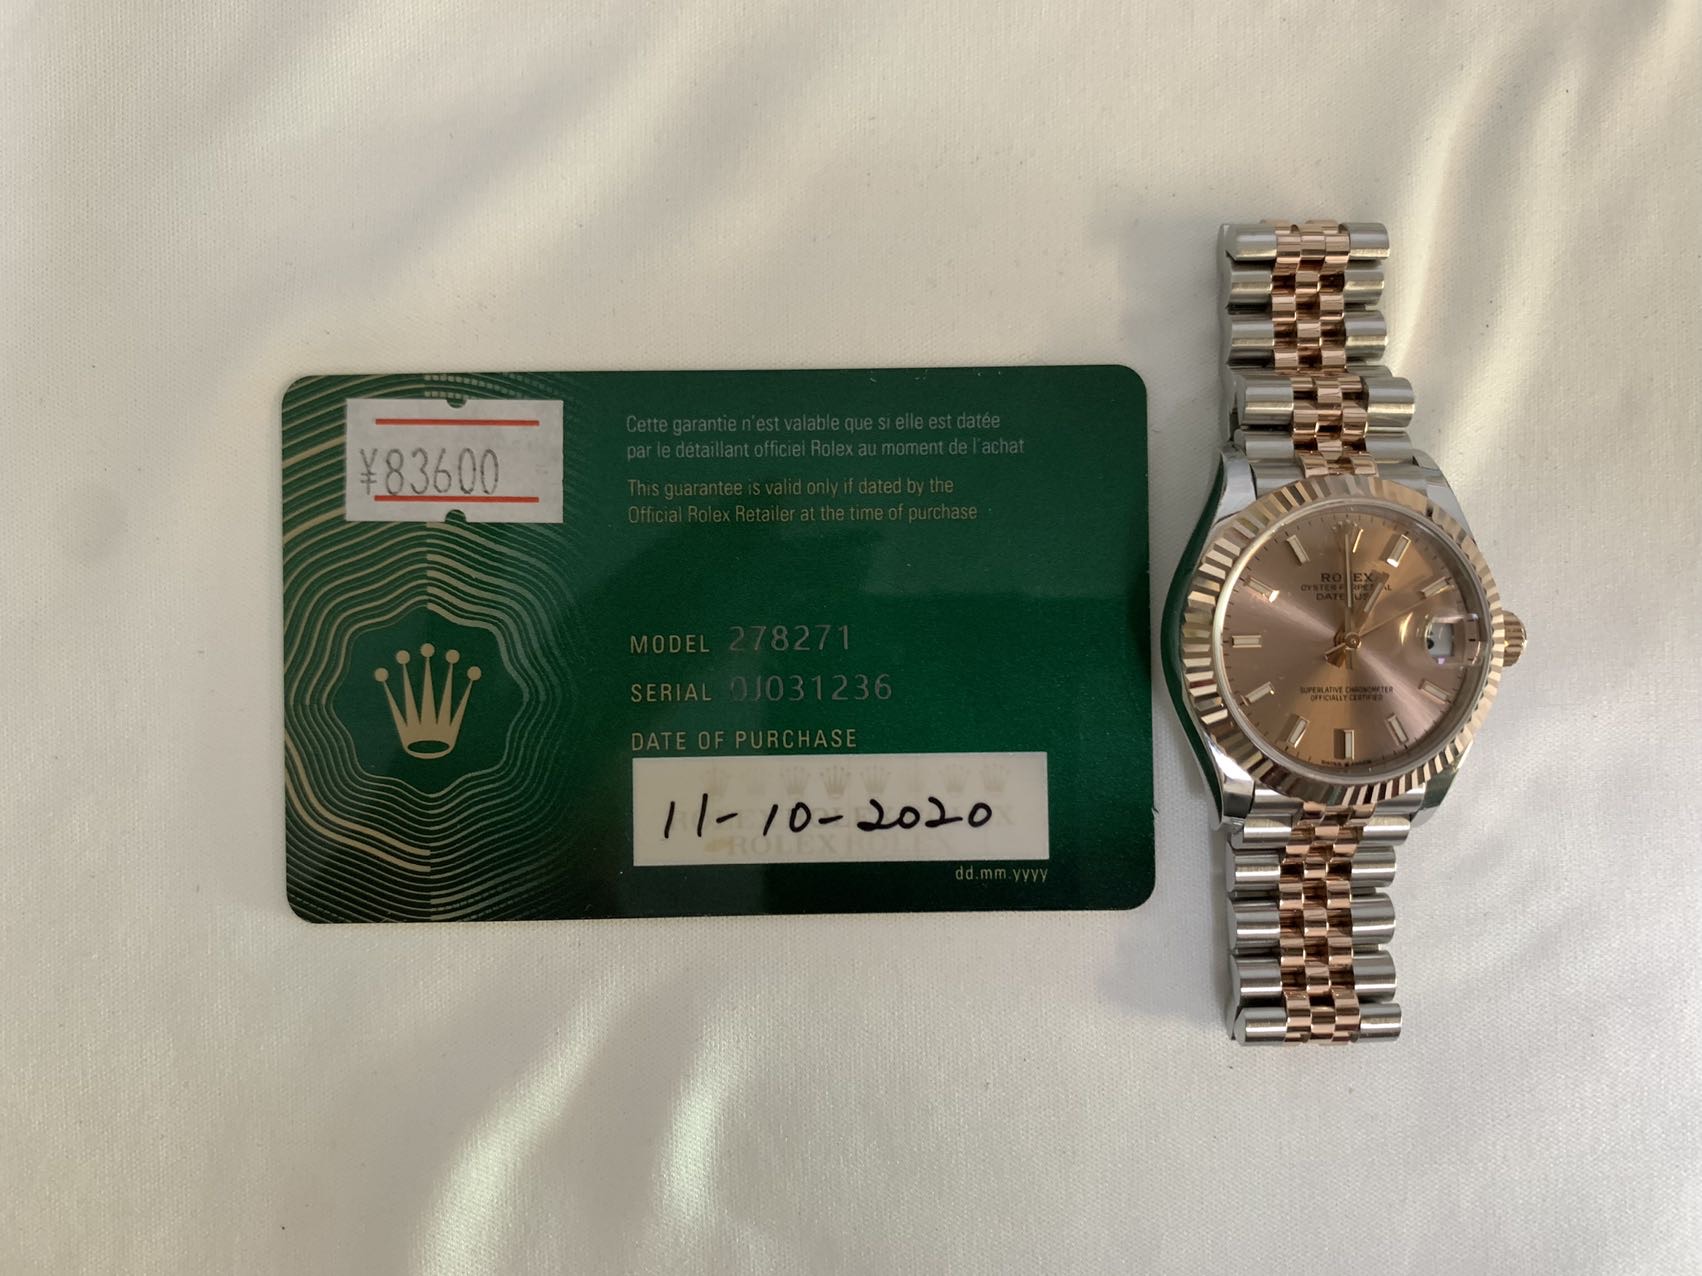 ¥83600
Cette garantie n'est valable que si elle est datée
par le détaillant officiel Rolex au moment de l'achat
This guarantee is valid only if dated by the
Official Rolex Retailer at the time of purchase
MODEL 278271
SERIAL 0J031236
DATE OF PURCHASE
11-10-2020
ROLEX ROLEX
dd.mm.yyyy
ROLEX
OYSTER PERPETUAL
DATEJUST
SUPERLATIVE CHRONOMETER
OFFICIALLY CERTIFIED